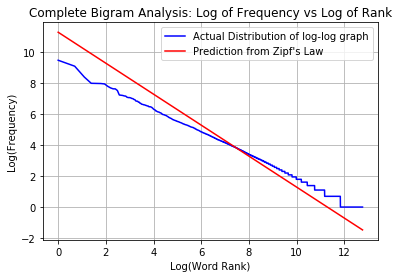 Complete Bigram Analysis: Log of Frequency vs Log of Rank
Actual Distribution of log-log graph
Prediction from Zipf's Law
Log(Frequency)
10
8
6
4
2
0
−2
0
2
4
6
8
10
12
Log(Word Rank)